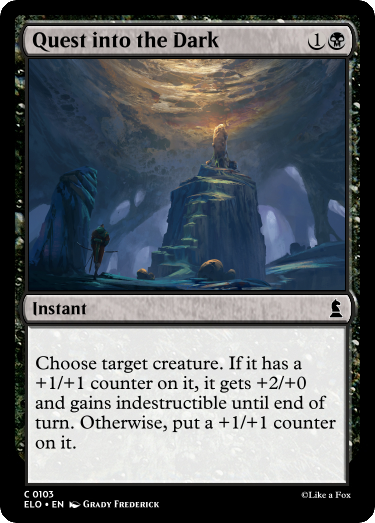 Quest into the Dark 1
Instant
Choose target creature. If it has a
+1/+1 counter on it, it gets +2/+0
and gains indestructible until end of
turn. Otherwise, put a +1/+1 counter
on it.
C 0103
ELO • EN Grady Frederick
©Like a Fox